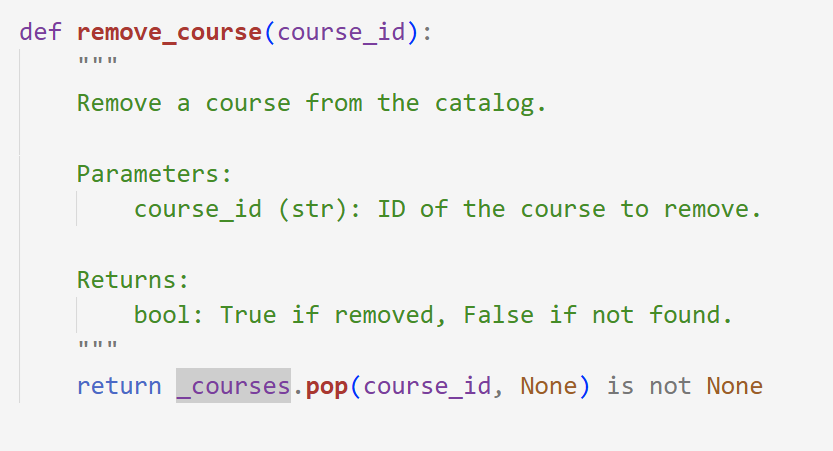 def remove_course(course_id):
    """
    Remove a course from the catalog.

    Parameters:
        course_id (str): ID of the course to remove.

    Returns:
        bool: True if removed, False if not found.
    """
    return _courses.pop(course_id, None) is not None